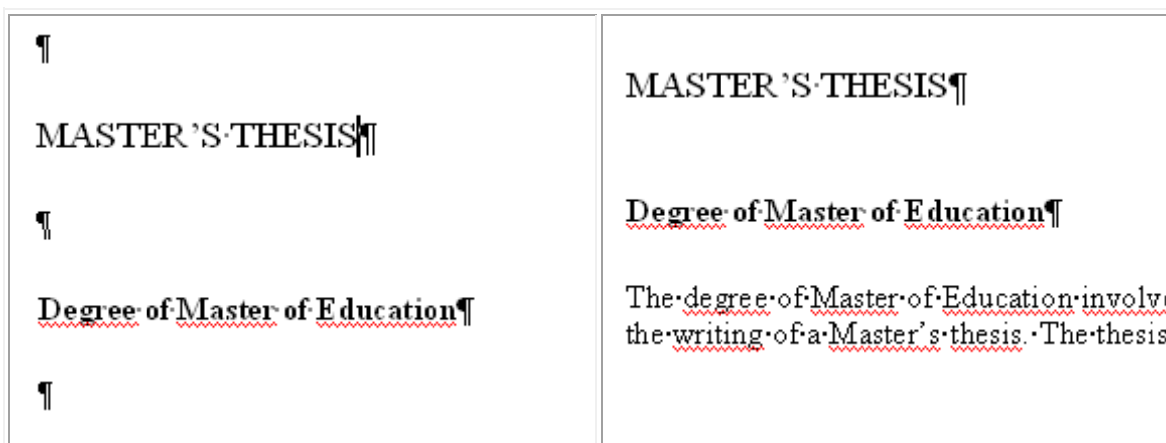 ¶
MASTER’S·THESIS¶
¶
Degree·of·Master·of·Education¶
¶
MASTER’S·THESIS¶
Degree·of·Master·of·Education¶
The·degree·of·Master·of·Education·involve
the·writing·of·a·Master’s·thesis.·The·thesis